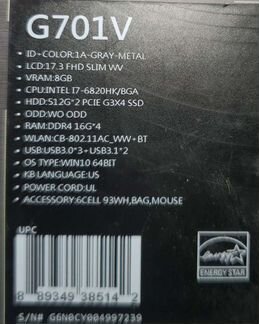 G701V
• ID+COLOR:1A-GRAY-METAL
• LCD:17.3 FHD SLIM WV
• VRAM:8GB
• CPU:INTEL I7-6820HK/BGA
• HDD:512G*2 PCIE G3X4 SSD
• ODD:WO ODD
• RAM:DDR4 16G*4
• WLAN:CB-802.11AC_WW+BT
• USB:USB3.0*3+USB3.1*2
• OS TYPE:WIN10 64BIT
• KB LANGUAGE:US
• POWER CORD:UL
• ACCESSORY:6CELL 93WH,BAG,MOUSE
UPC
8 89349 38514 2
ENERGY STAR
S/N# G6N0CY004997239